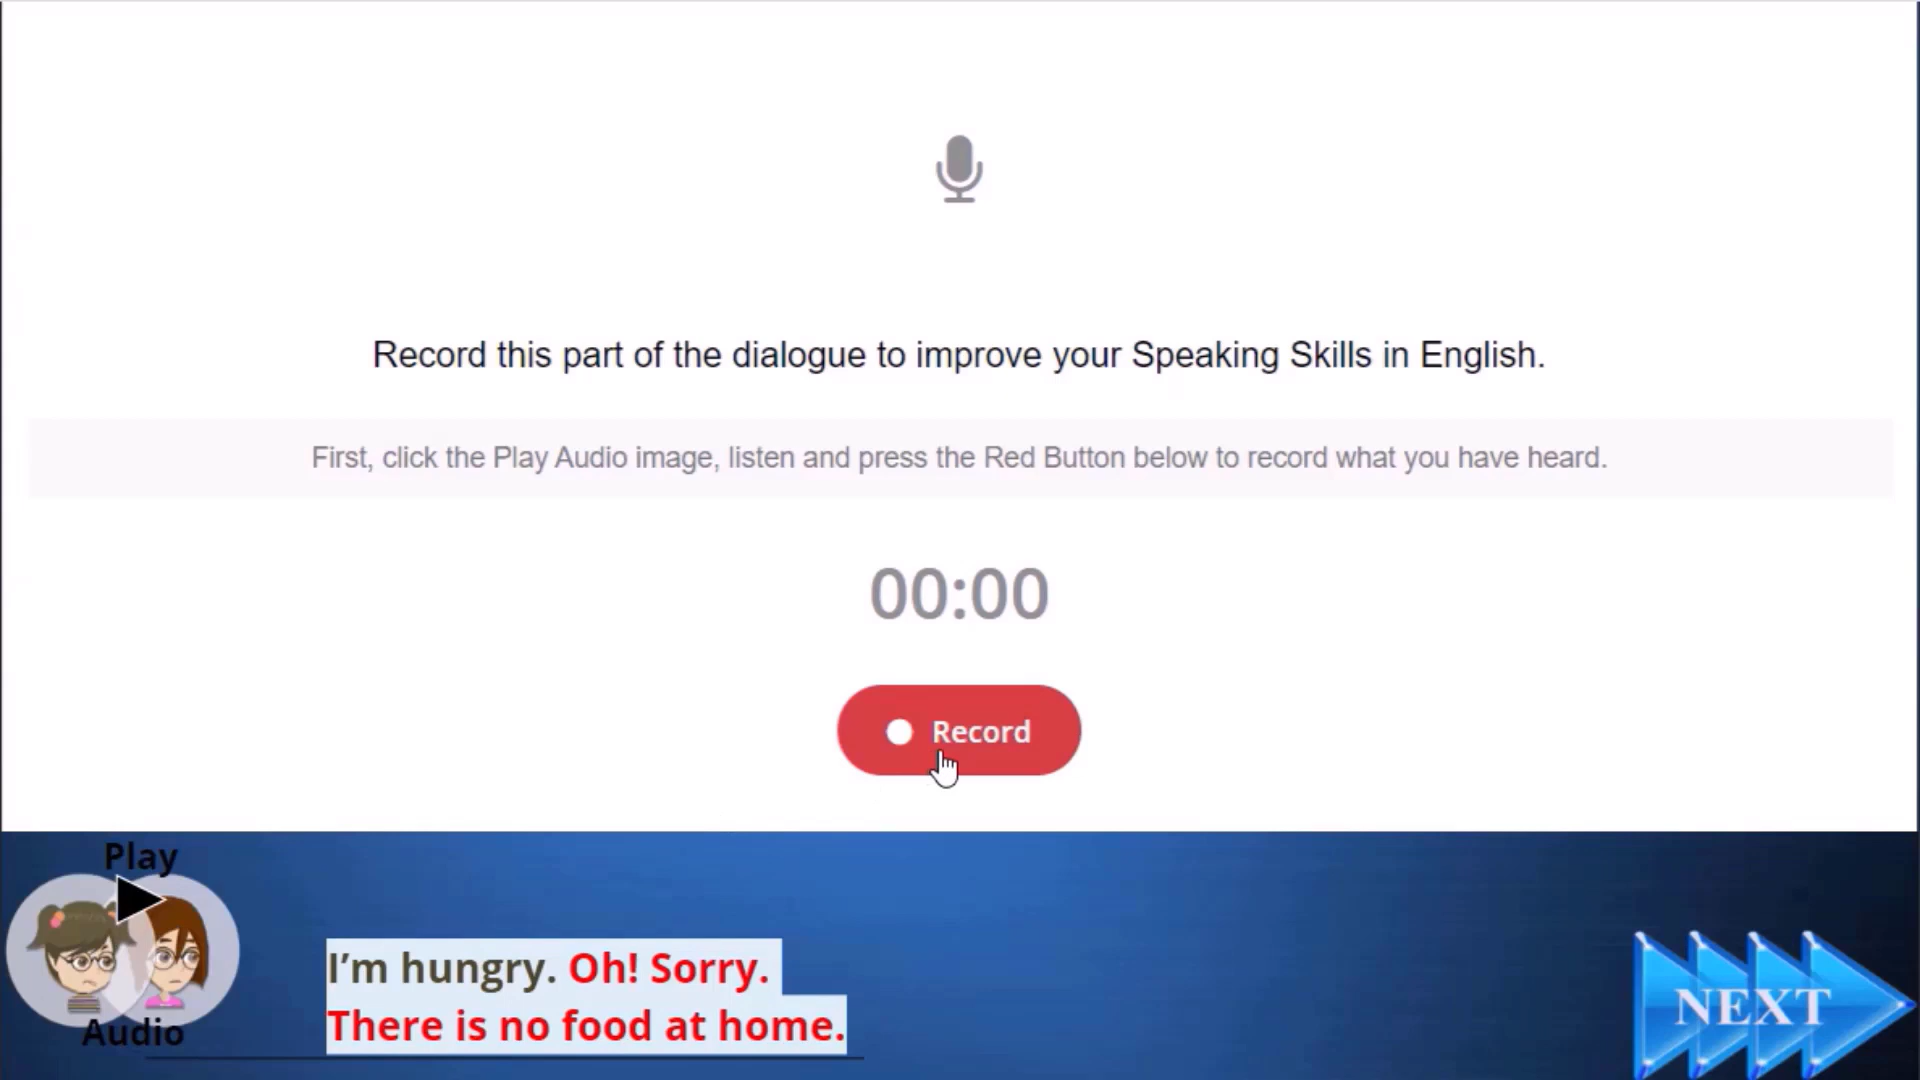 Record this part of the dialogue to improve your Speaking Skills in English.
First, click the Play Audio image, listen and press the Red Button below to record what you have heard.
00:00
Record
Play
Audio
I’m hungry. Oh! Sorry.
There is no food at home.
NEXT